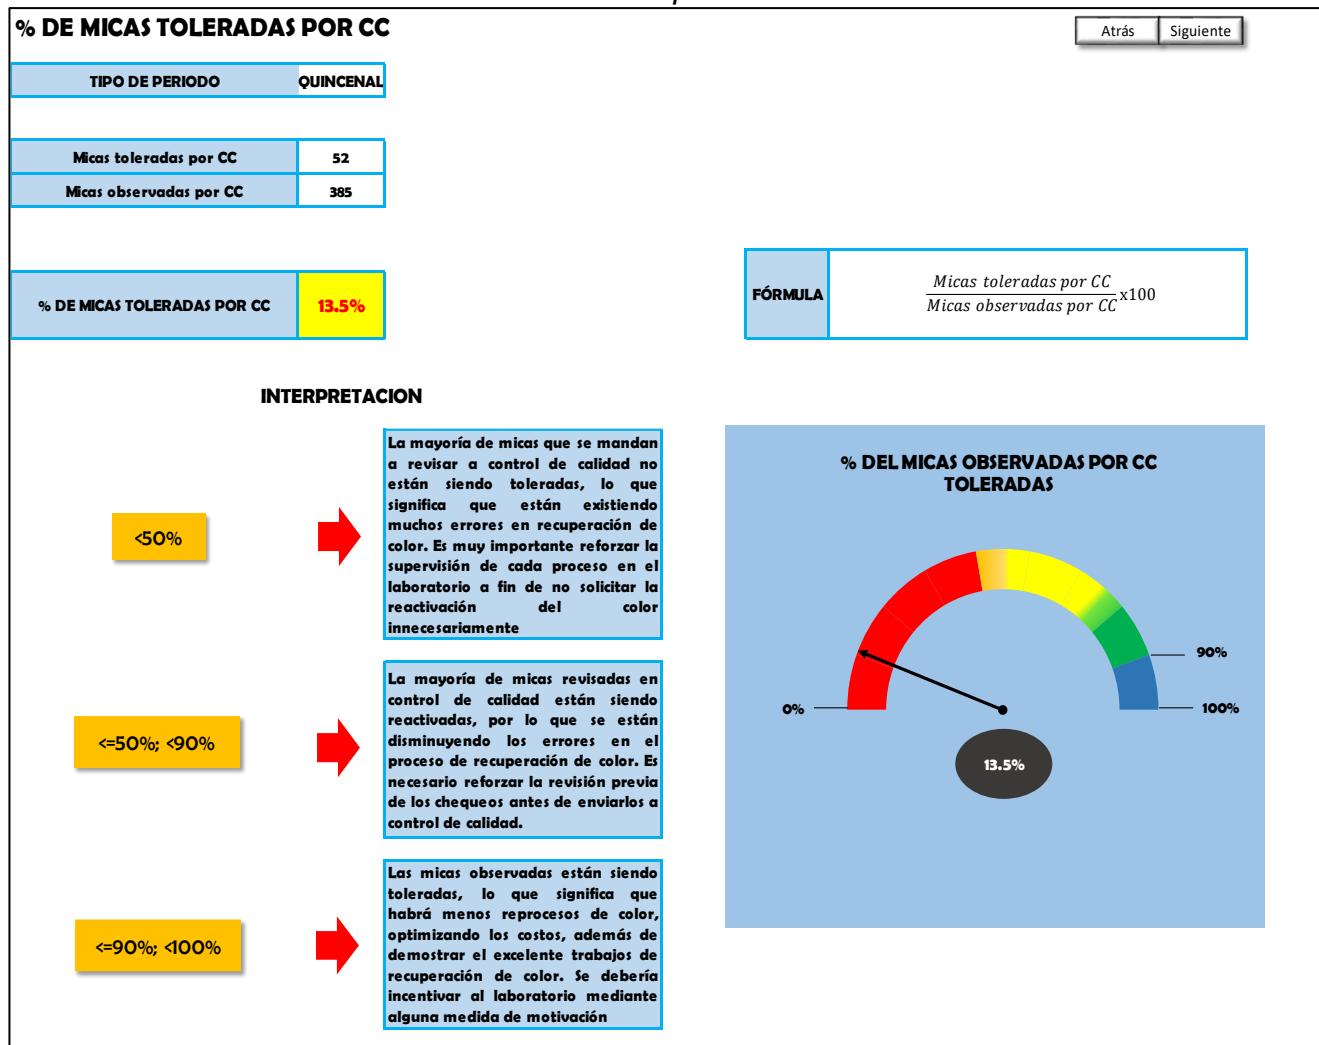 % DE MICAS TOLERADAS POR CC
Atrás
Siguiente
TIPO DE PERIODO
QUINCENAL
Micas toleradas por CC
52
Micas observadas por CC
385
% DE MICAS TOLERADAS POR CC
13.5%
FÓRMULA
Micas toleradas por CC
Micas observadas por CC x100
INTERPRETACION
<50%
La mayoría de micas que se mandan
a revisar a control de calidad no
están siendo toleradas, lo que
significa que están existiendo
muchos errores en recuperación de
color. Es muy importante reforzar la
supervisión de cada proceso en el
laboratorio a fin de no solicitar la
reactivación del color
innecesariamente
<=50%; <90%
La mayoría de micas revisadas en
control de calidad están siendo
reactivadas, por lo que se están
disminuyendo los errores en el
proceso de recuperación de color. Es
necesario reforzar la revisión previa
de los chequeos antes de enviarlos a
control de calidad.
<=90%; <100%
Las micas observadas están siendo
toleradas, lo que significa que
habrá menos reprocesos de color,
optimizando los costos, además de
demostrar el excelente trabajos de
recuperación de color. Se debería
incentivar al laboratorio mediante
alguna medida de motivación
% DEL MICAS OBSERVADAS POR CC
TOLERADAS
90%
0%
100%
13.5%